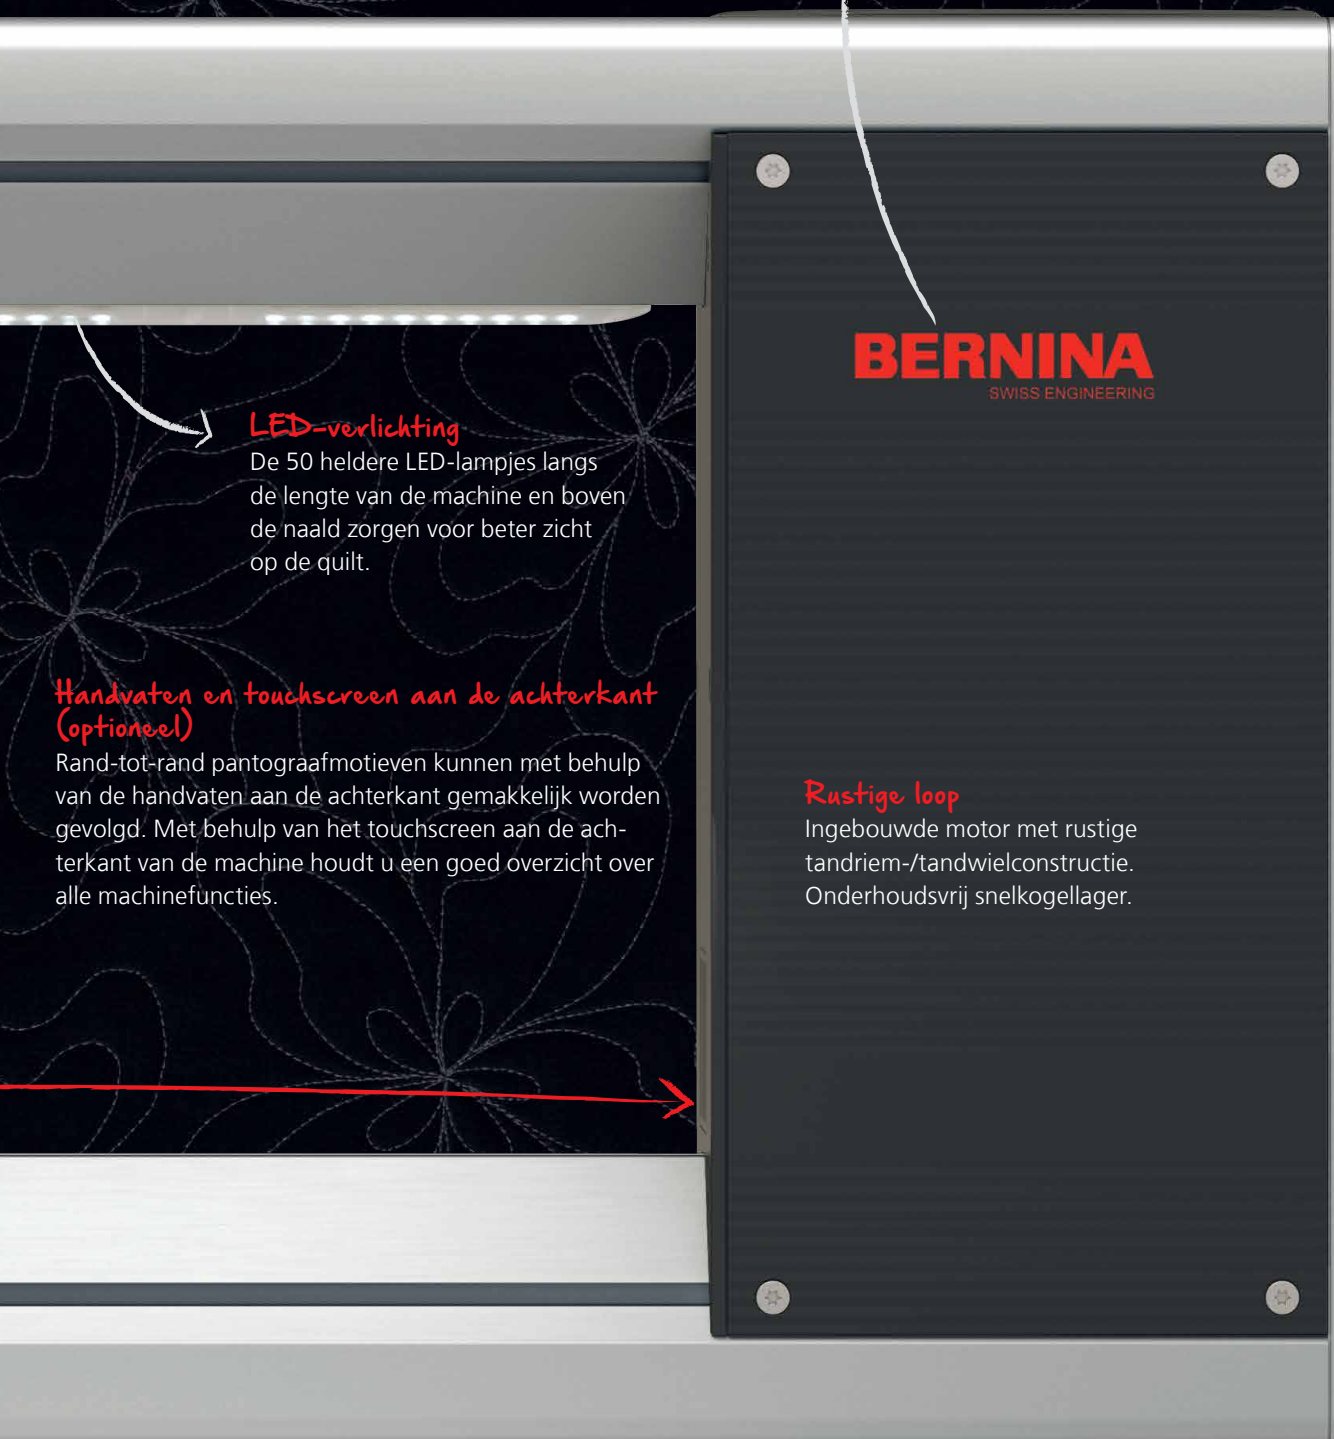 BERNINA
SWISS ENGINEERING
LED-verlichting
De 50 heldere LED-lampjes langs
de lengte van de machine en boven
de naald zorgen voor beter zicht
op de quilt.
Handvaten en touchscreen aan de achterkant
(optioneel)
Rand-tot-rand pantograafmotieven kunnen met behulp
van de handvaten aan de achterkant gemakkelijk worden
gevolgd. Met behulp van het touchscreen aan de ach-
terkant van de machine houdt u een goed overzicht over
alle machinefuncties.
Rustige loop
Ingebouwde motor met rustige
tandriem-/tandwielconstructie.
Onderhoudsvrij snelkogellager.